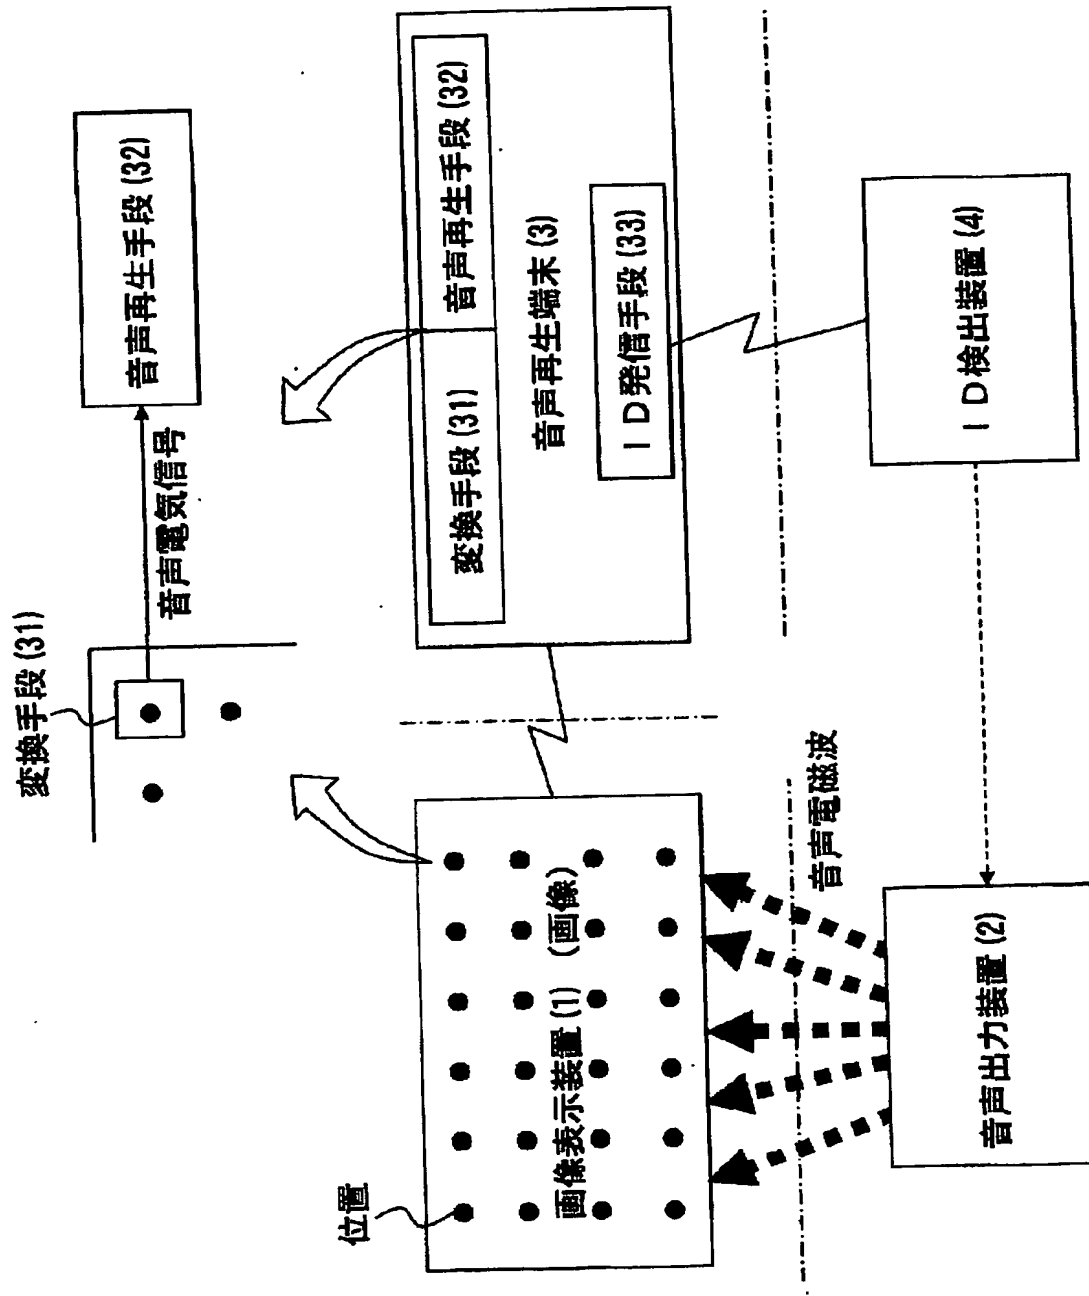 変換手段(31)
音声電気信号
音声再生手段(32)
位置
画像表示装置(1)
(画像)
変換手段(31)
音声再生手段(32)
音声再生端末(3)
ID発信手段(33)
音声電磁波
音声出力装置(2)
ID検出装置(4)